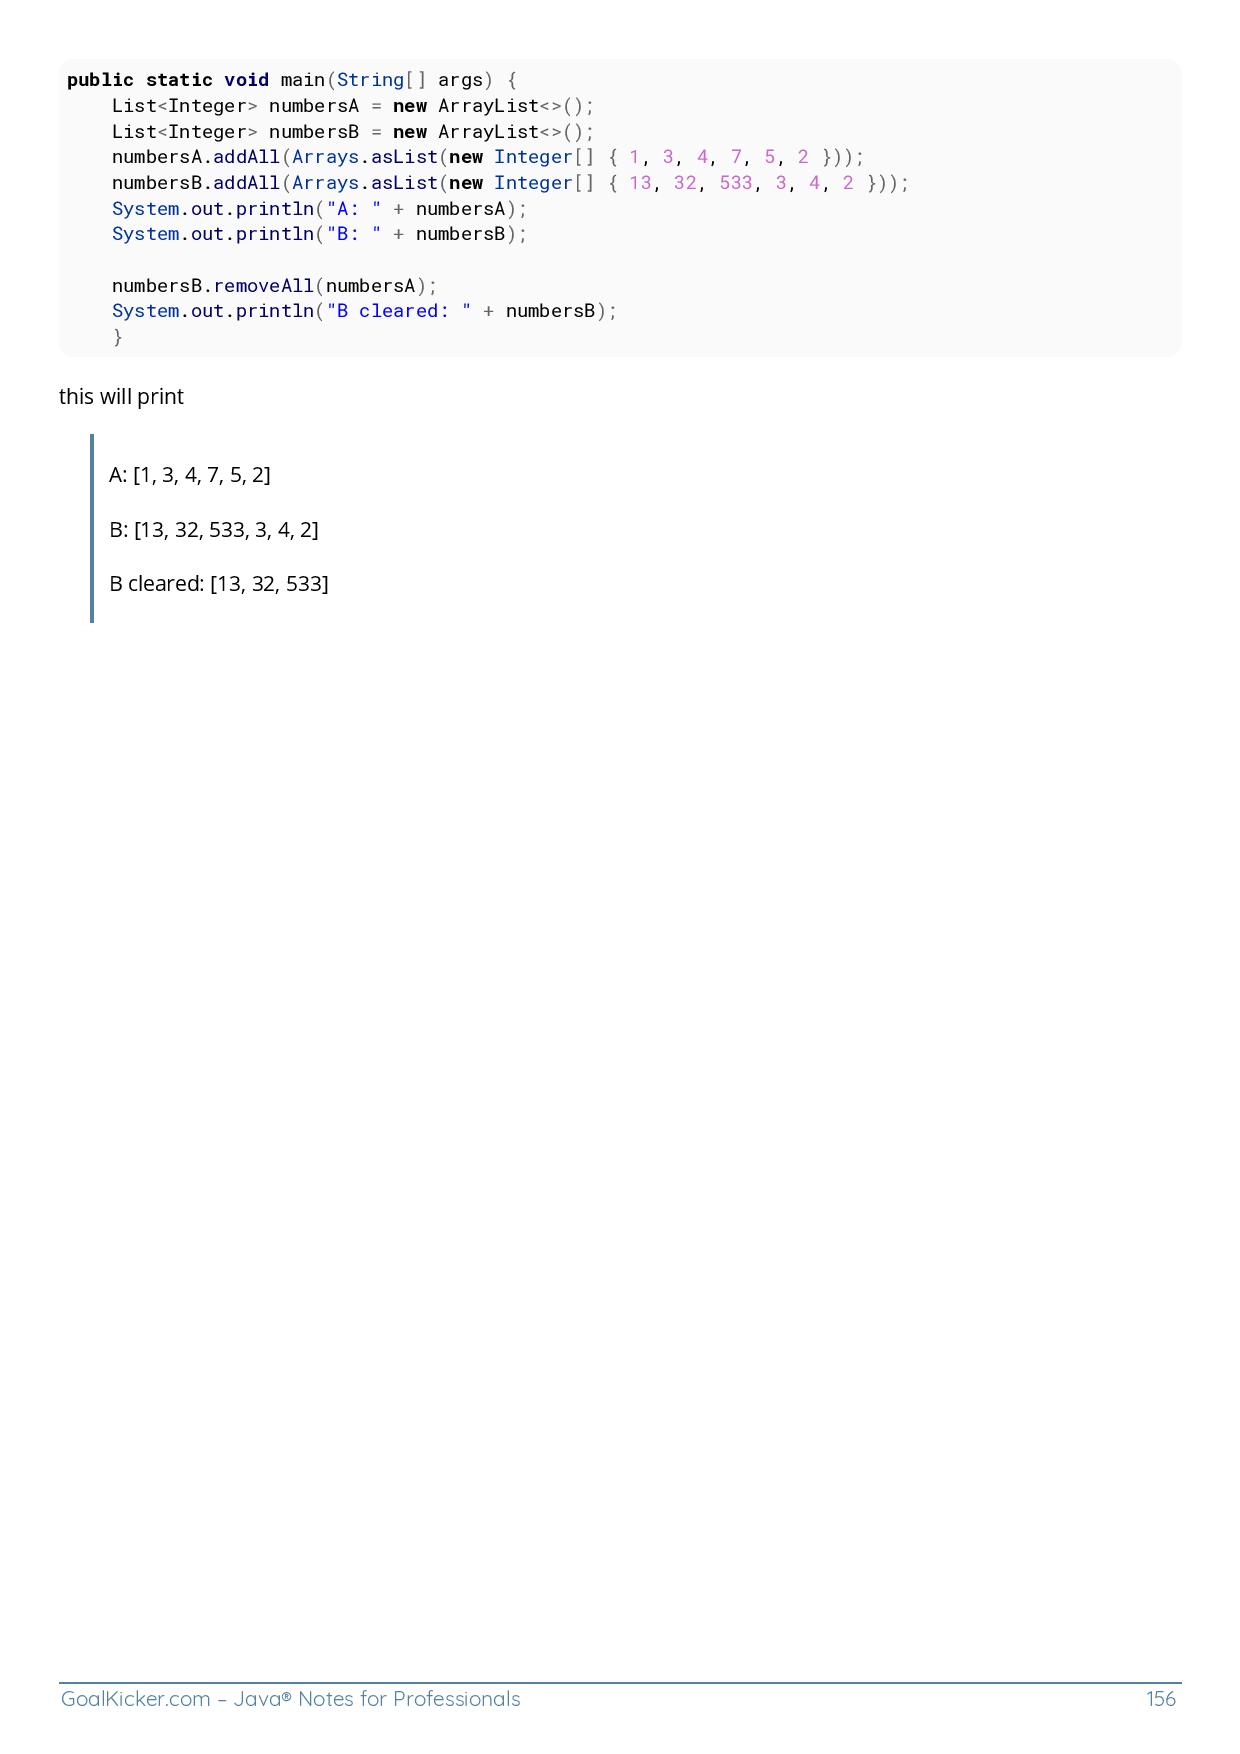 public static void main(String[] args) {
    List<Integer> numbersA = new ArrayList<>();
    List<Integer> numbersB = new ArrayList<>();
    numbersA.addAll(Arrays.asList(new Integer[] { 1, 3, 4, 7, 5, 2 }));
    numbersB.addAll(Arrays.asList(new Integer[] { 13, 32, 533, 3, 4, 2 }));
    System.out.println("A: " + numbersA);
    System.out.println("B: " + numbersB);

    numbersB.removeAll(numbersA);
    System.out.println("B cleared: " + numbersB);
    }
this will print
A: [1, 3, 4, 7, 5, 2]
B: [13, 32, 533, 3, 4, 2]
B cleared: [13, 32, 533]
GoalKicker.com – Java® Notes for Professionals 156